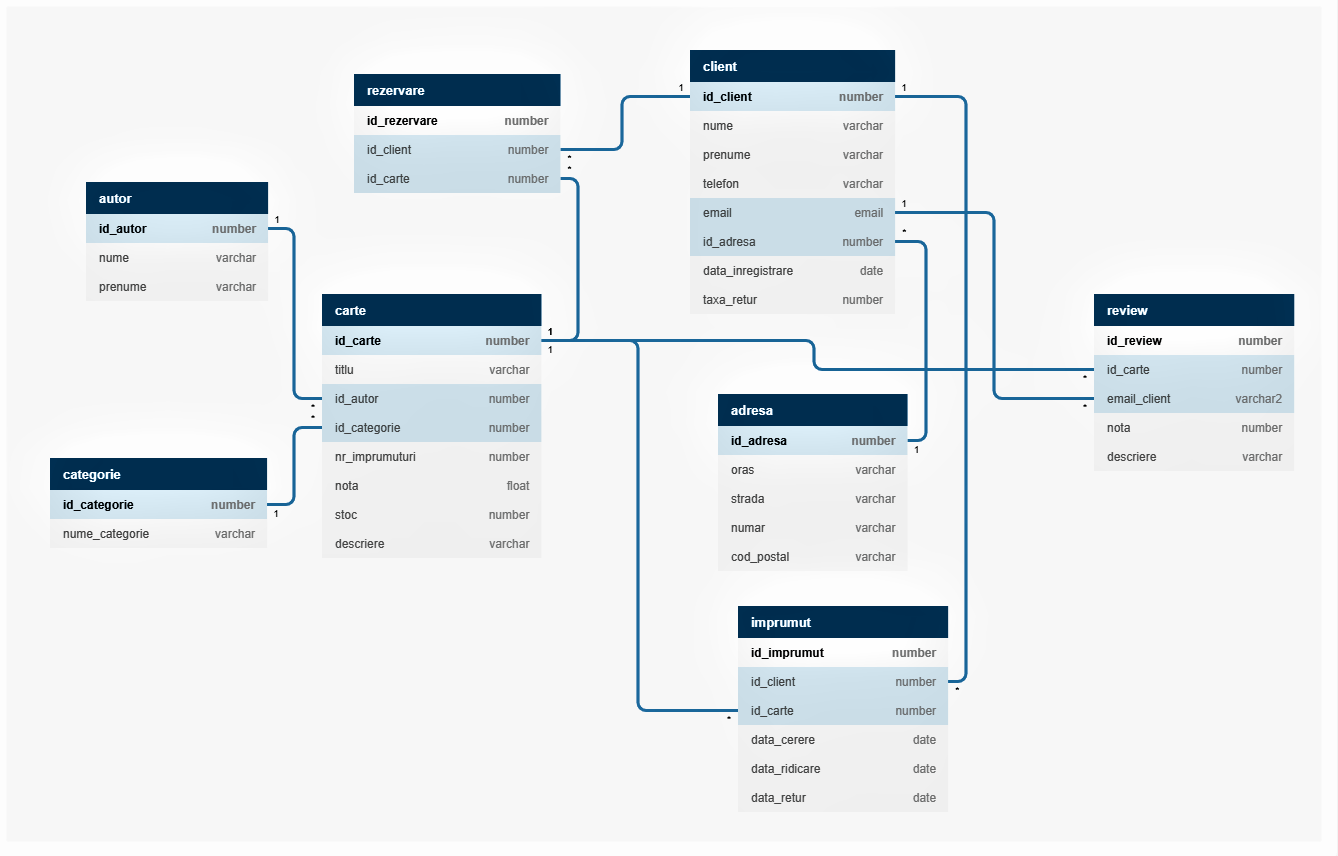 client
id_client number
nume varchar
prenume varchar
telefon varchar
email email
id_adresa number
data_inregistrare date
taxa_retur number
1
1
1
*
rezervare
id_rezervare number
id_client number
id_carte number
*
*
autor
id_autor number
nume varchar
prenume varchar
1
carte
id_carte number
titlu varchar
id_autor number
id_categorie number
nr_imprumuturi number
nota float
stoc number
descriere varchar
1
1
*
*
review
id_review number
id_carte number
email_client varchar2
nota number
descriere varchar
*
*
adresa
id_adresa number
oras varchar
strada varchar
numar varchar
cod_postal varchar
1
categorie
id_categorie number
nume_categorie varchar
1
imprumut
id_imprumut number
id_client number
id_carte number
data_cerere date
data_ridicare date
data_retur date
*
*